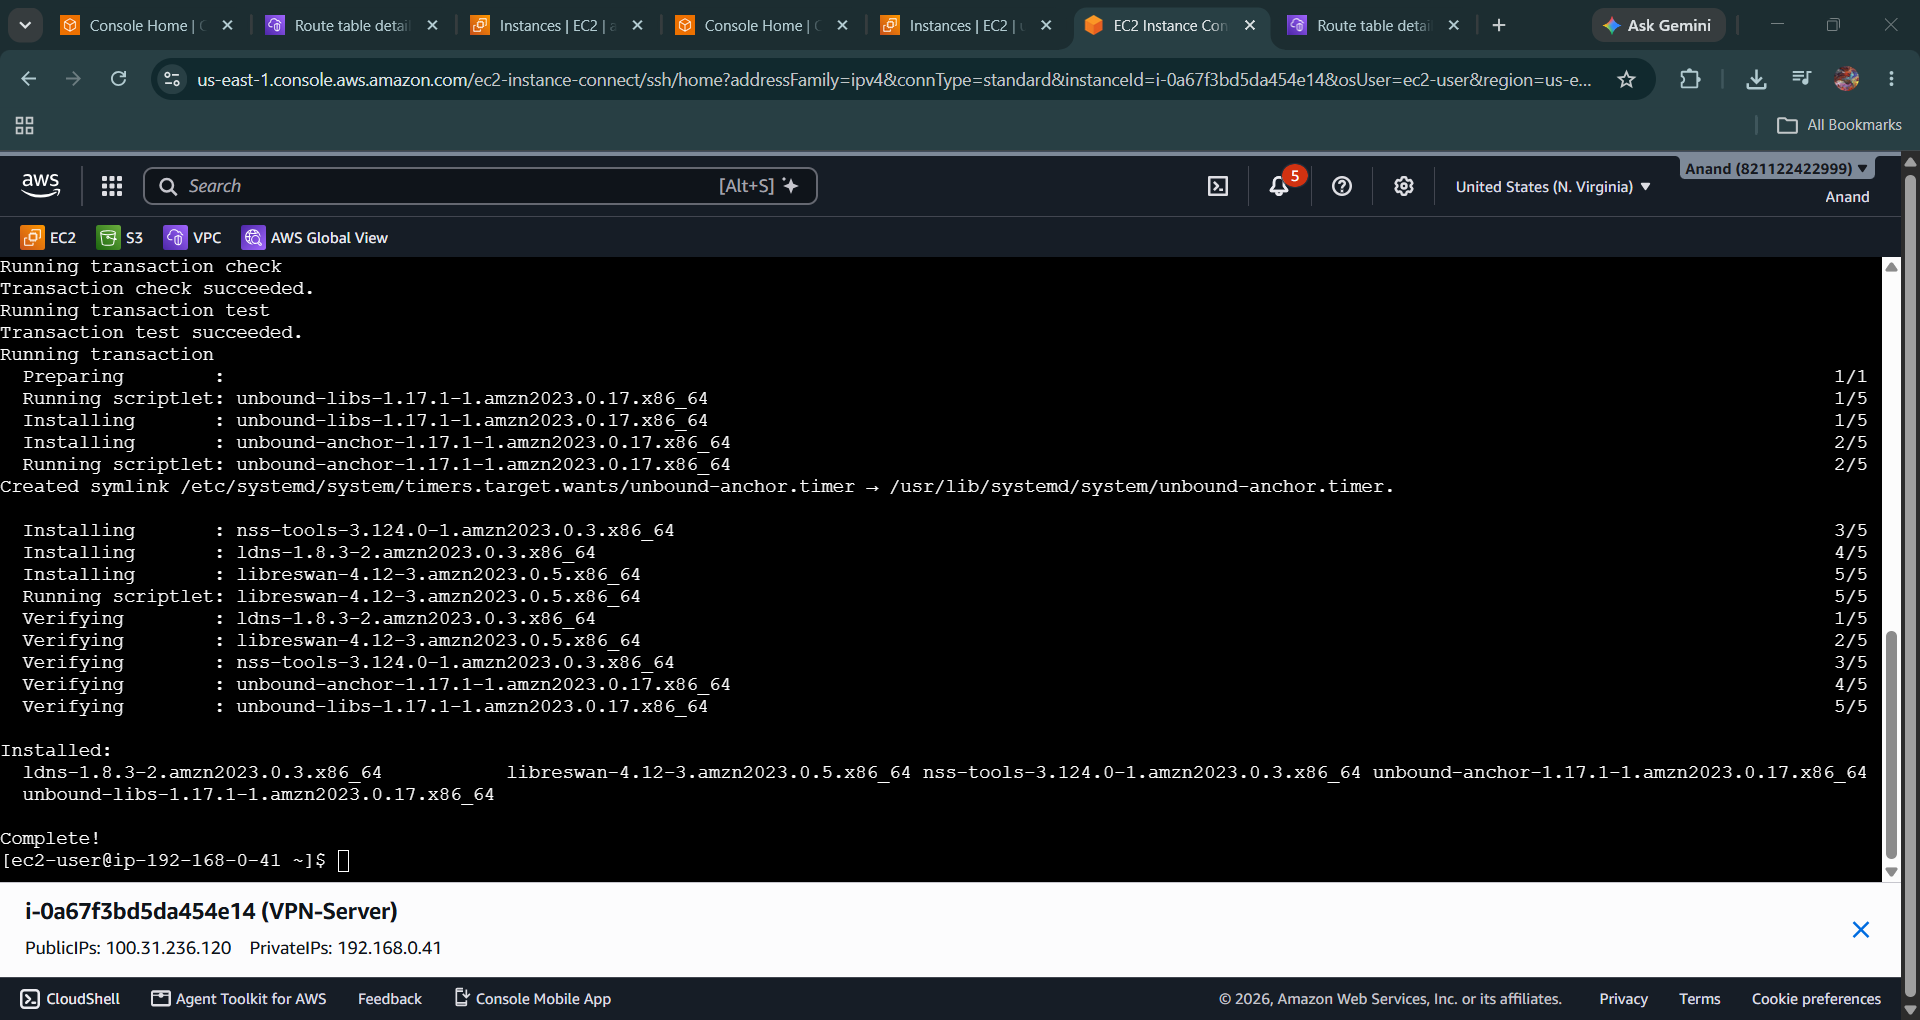 Console Home | C
Route table detail
Instances | EC2 | a
Console Home | C
Instances | EC2 | u
EC2 Instance Con
Route table detail
Ask Gemini
us-east-1.console.aws.amazon.com/ec2-instance-connect/ssh/home?addressFamily=ipv4&connType=standard&instanceId=i-0a67f3bd5da454e14&osUser=ec2-user&region=us-e...
All Bookmarks
aws
Search
[Alt+S]
5
United States (N. Virginia)
Anand (821122422999)
Anand
EC2
S3
VPC
AWS Global View
Running transaction check
Transaction check succeeded.
Running transaction test
Transaction test succeeded.
Running transaction
Preparing : 1/1
Running scriptlet: unbound-libs-1.17.1-1.amzn2023.0.17.x86_64 1/5
Installing : unbound-libs-1.17.1-1.amzn2023.0.17.x86_64 1/5
Installing : unbound-anchor-1.17.1-1.amzn2023.0.17.x86_64 2/5
Running scriptlet: unbound-anchor-1.17.1-1.amzn2023.0.17.x86_64 2/5
Created symlink /etc/systemd/system/timers.target.wants/unbound-anchor.timer → /usr/lib/systemd/system/unbound-anchor.timer.
Installing : nss-tools-3.124.0-1.amzn2023.0.3.x86_64 3/5
Installing : ldns-1.8.3-2.amzn2023.0.3.x86_64 4/5
Installing : libreswan-4.12-3.amzn2023.0.5.x86_64 5/5
Running scriptlet: libreswan-4.12-3.amzn2023.0.5.x86_64 5/5
Verifying : ldns-1.8.3-2.amzn2023.0.3.x86_64 1/5
Verifying : libreswan-4.12-3.amzn2023.0.5.x86_64 2/5
Verifying : nss-tools-3.124.0-1.amzn2023.0.3.x86_64 3/5
Verifying : unbound-anchor-1.17.1-1.amzn2023.0.17.x86_64 4/5
Verifying : unbound-libs-1.17.1-1.amzn2023.0.17.x86_64 5/5
Installed:
ldns-1.8.3-2.amzn2023.0.3.x86_64 libreswan-4.12-3.amzn2023.0.5.x86_64 nss-tools-3.124.0-1.amzn2023.0.3.x86_64 unbound-anchor-1.17.1-1.amzn2023.0.17.x86_64
unbound-libs-1.17.1-1.amzn2023.0.17.x86_64
Complete!
[ec2-user@ip-192-168-0-41 ~]$
i-0a67f3bd5da454e14 (VPN-Server)
PublicIPs: 100.31.236.120 PrivateIPs: 192.168.0.41
CloudShell
Agent Toolkit for AWS
Feedback
Console Mobile App
© 2026, Amazon Web Services, Inc. or its affiliates.
Privacy
Terms
Cookie preferences